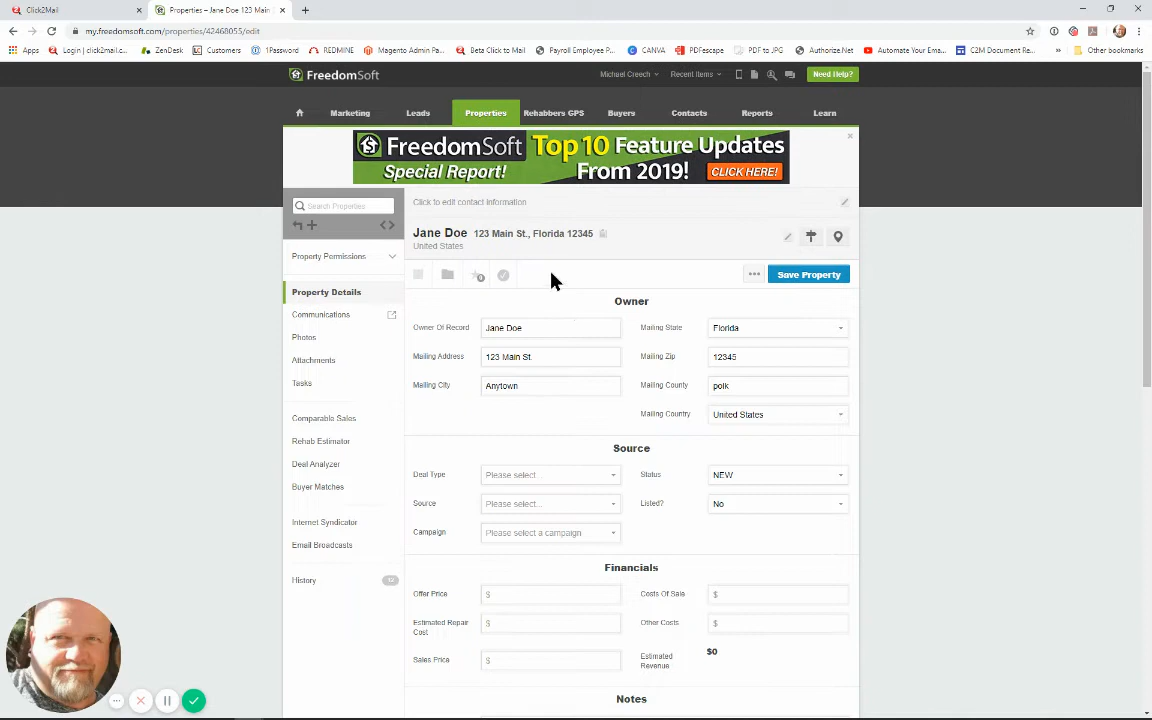 Click2Mail
Properties – Jane Doe 123 Main
my.freedomsoft.com/properties/42468055/edit
Apps
Login | click2mail.c...
ZenDesk
Customers
1Password
REDMINE
Magento Admin Pa...
Beta Click to Mail
Payroll Employee P...
CANVA
PDFescape
PDF to JPG
Authorize.Net
Automate Your Ema...
C2M Document Re...
»
Other bookmarks
FreedomSoft
Michael Creech
Recent Items
Need Help?
Marketing
Leads
Properties
Rehabbers GPS
Buyers
Contacts
Reports
Learn
FreedomSoft Top 10 Feature Updates
Special Report! From 2019! CLICK HERE!
Search Properties
Click to edit contact information
Jane Doe 123 Main St., Florida 12345
United States
Property Permissions
0
Save Property
Property Details
Communications
Photos
Attachments
Tasks
Comparable Sales
Rehab Estimator
Deal Analyzer
Buyer Matches
Internet Syndicator
Email Broadcasts
History
Owner
Owner Of Record Jane Doe Mailing State Florida
Mailing Address 123 Main St. Mailing Zip 12345
Mailing City Anytown Mailing County polk
Mailing Country United States
Source
Deal Type Please select... Status NEW
Source Please select... Listed? No
Campaign Please select a campaign
Financials
Offer Price $ Costs Of Sale $
Estimated Repair Cost $ Other Costs $
Sales Price $ Estimated Revenue $0
Notes